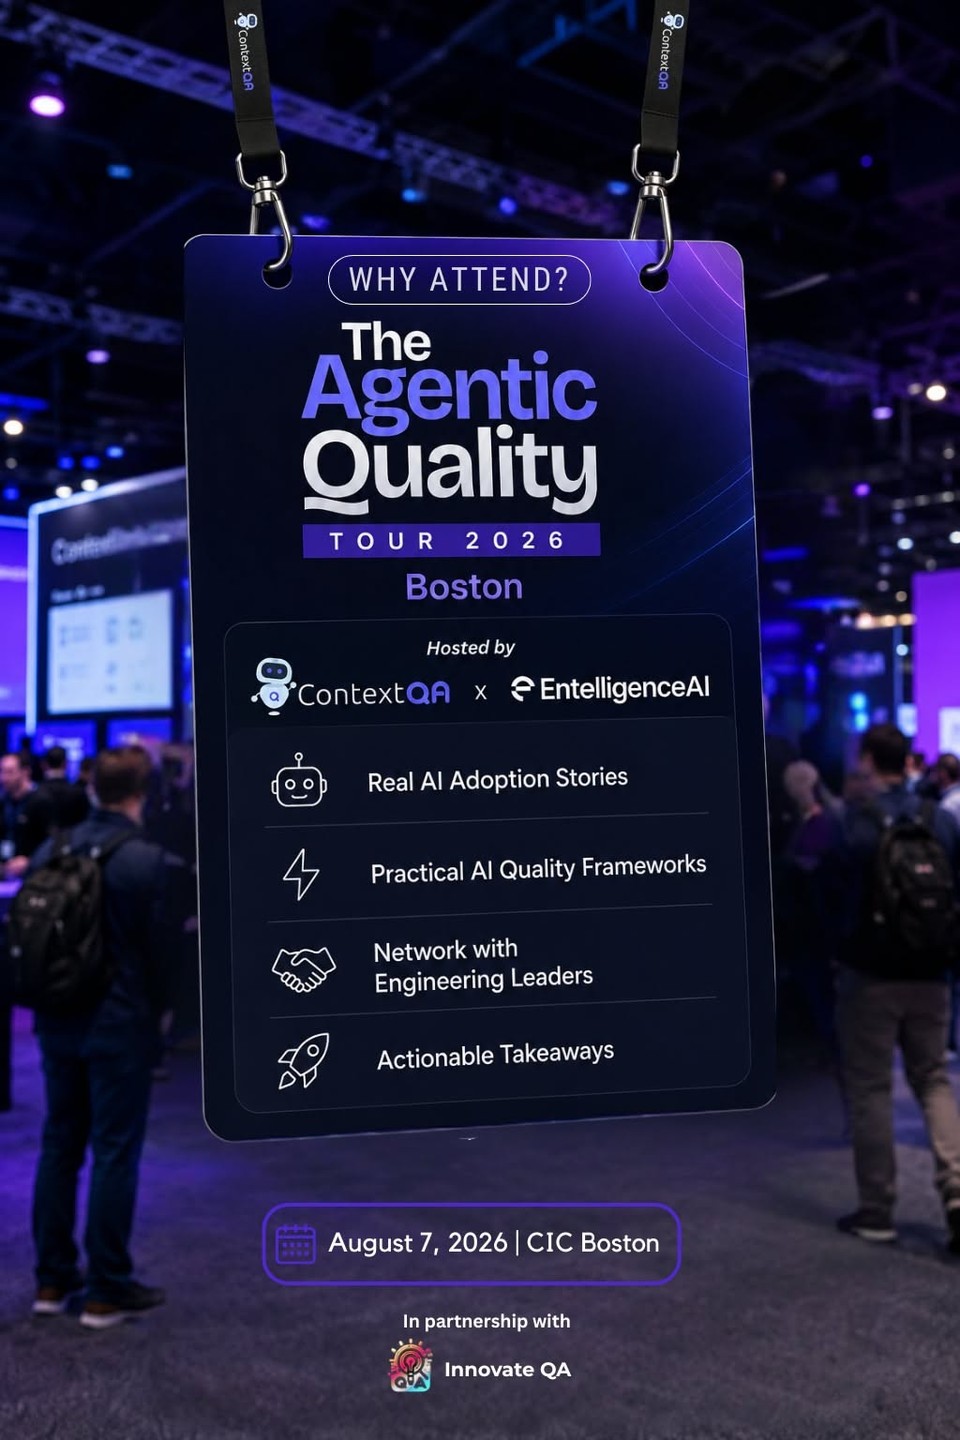 ContextQA
ContextQA
WHY ATTEND?
The
Agentic
Quality
TOUR 2026
Boston
Hosted by
ContextQA x EntelligenceAI
Real AI Adoption Stories
Practical AI Quality Frameworks
Network with
Engineering Leaders
Actionable Takeaways
August 7, 2026 | CIC Boston
In partnership with
QA
Innovate QA